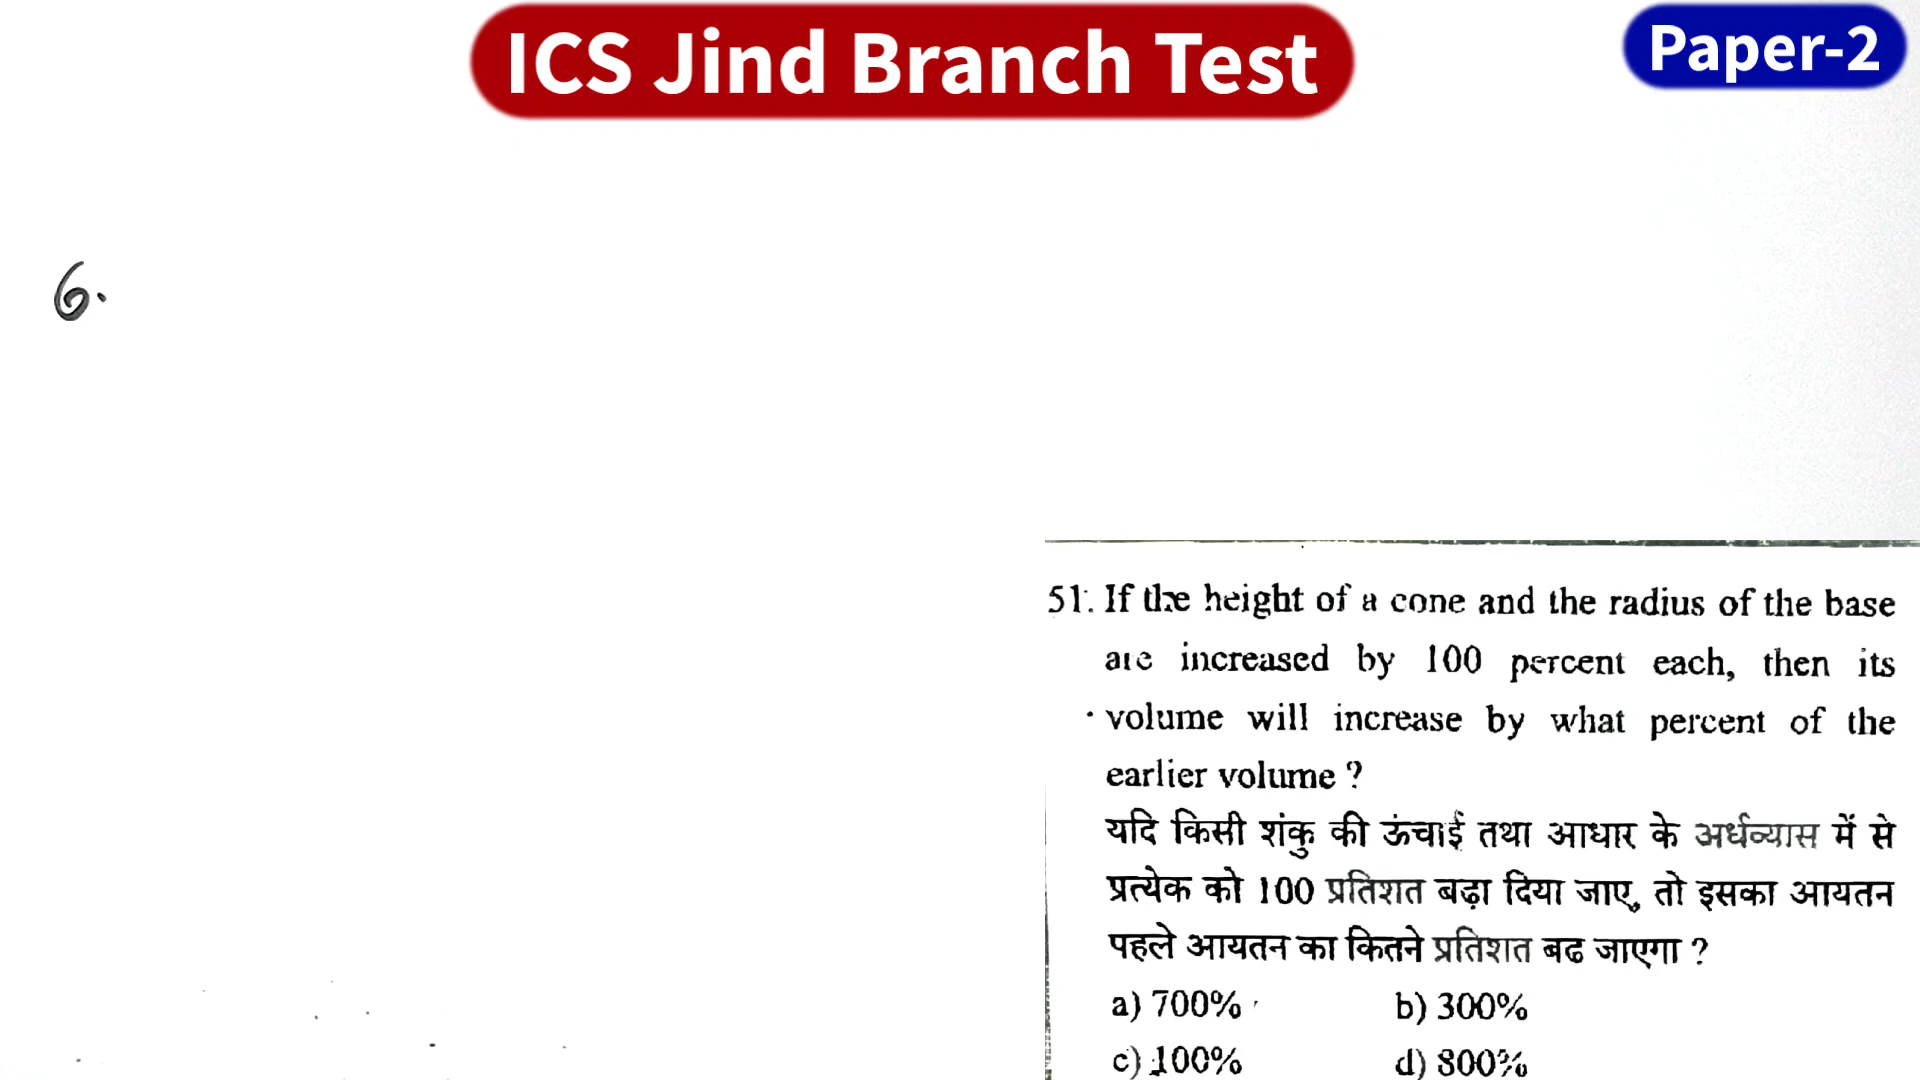 ICS Jind Branch Test
Paper-2
6.
51. If the height of a cone and the radius of the base
are increased by 100 percent each, then its
volume will increase by what percent of the
earlier volume ?
यदि किसी शंकु की ऊंचाई तथा आधार के अर्धव्यास में से
प्रत्येक को 100 प्रतिशत बढ़ा दिया जाए, तो इसका आयतन
पहले आयतन का कितने प्रतिशत बढ जाएगा ?
a) 700% b) 300%
c) 100% d) 800%